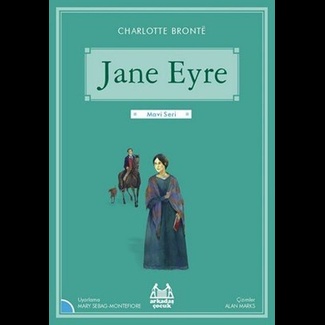 CHARLOTTE BRONTË
Jane Eyre
Mavi Seri
Uyarlama
MARY SEBAG-MONTEFIORE
arkadaş
çocuk
Çizimler
ALAN MARKS